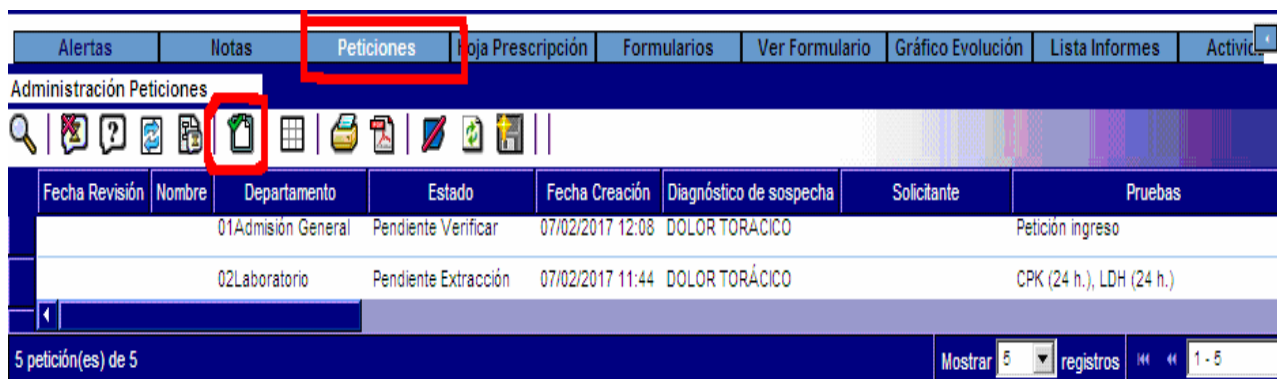 Alertas Notas Peticiones Hoja Prescripción Formularios Ver Formulario Gráfico Evolución Lista Informes
Administración Peticiones
Fecha Revisión Nombre Departamento Estado Fecha Creación Diagnóstico de sospecha Solicitante Pruebas
01Admisión General Pendiente Verificar 07/02/2017 12:08 DOLOR TORACICO Petición ingreso
02Laboratorio Pendiente Extracción 07/02/2017 11:44 DOLOR TORÁCICO CPK (24 h.), LDH (24 h.)
5 petición(es) de 5 Mostrar 5 registros 1 - 5